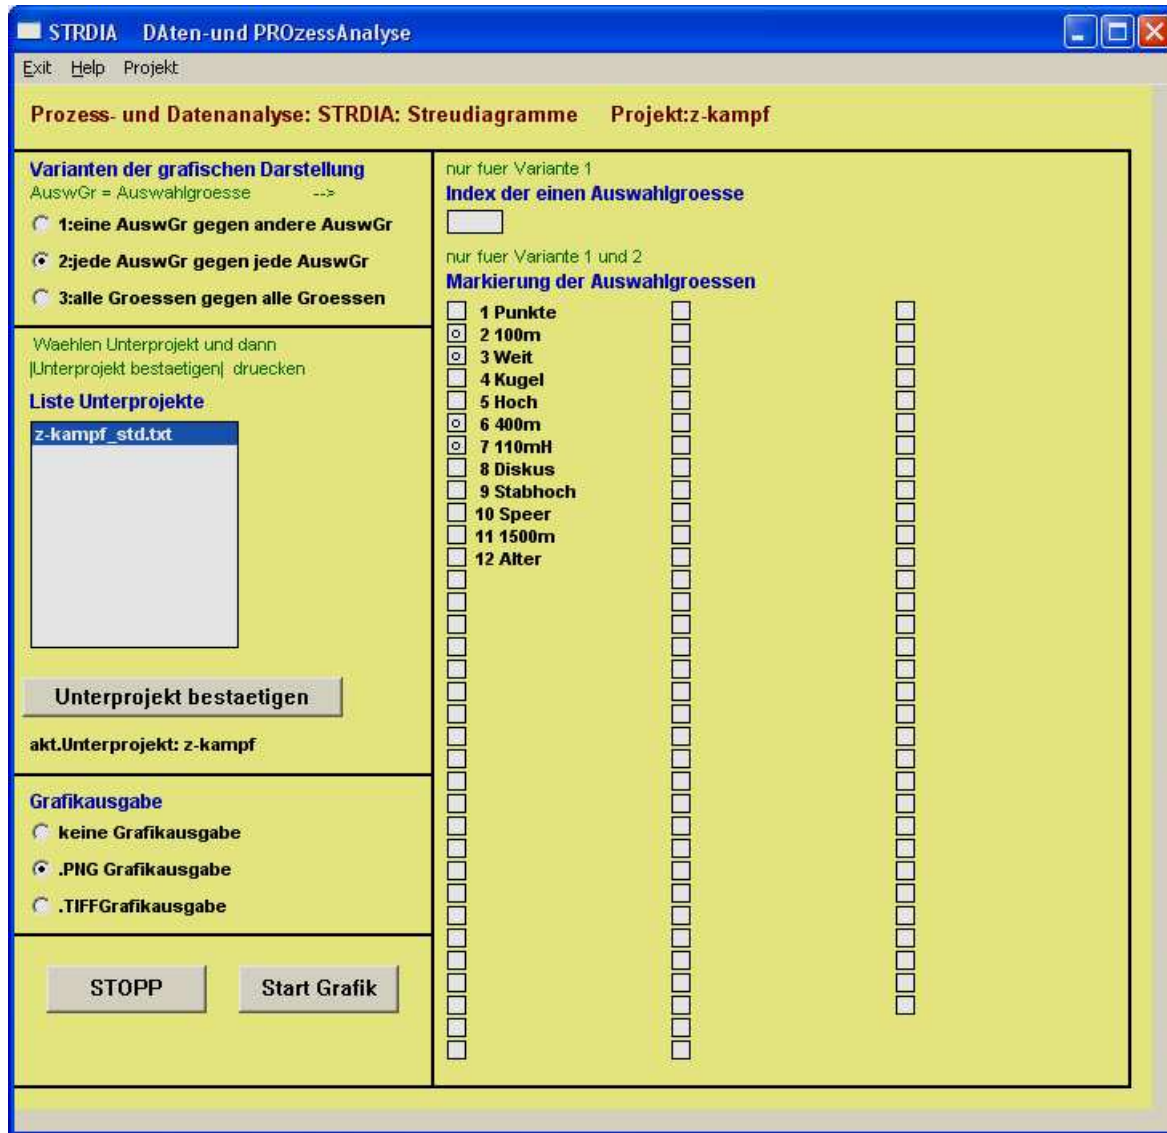 STRDIA DAten-und PROzessAnalyse
Exit Help Projekt
Prozess- und Datenanalyse: STRDIA: Streudiagramme Projekt:z-kampf
Varianten der grafischen Darstellung
AuswGr = Auswahlgroesse -->
1:eine AuswGr gegen andere AuswGr
2:jede AuswGr gegen jede AuswGr
3:alle Groessen gegen alle Groessen
Waehlen Unterprojekt und dann
|Unterprojekt bestaetigen| druecken
Liste Unterprojekte
z-kampf_std.txt
Unterprojekt bestaetigen
akt.Unterprojekt: z-kampf
Grafikausgabe
keine Grafikausgabe
.PNG Grafikausgabe
.TIFFGrafikausgabe
STOPP Start Grafik
nur fuer Variante 1
Index der einen Auswahlgroesse
nur fuer Variante 1 und 2
Markierung der Auswahlgroessen
1 Punkte
2 100m
3 Weit
4 Kugel
5 Hoch
6 400m
7 110mH
8 Diskus
9 Stabhoch
10 Speer
11 1500m
12 Alter